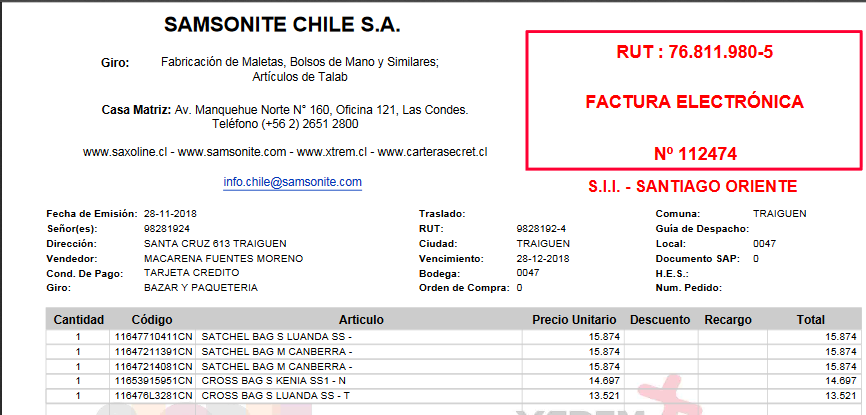 SAMSONITE CHILE S.A.
Giro: Fabricación de Maletas, Bolsos de Mano y Similares;
Artículos de Talab
Casa Matriz: Av. Manquehue Norte N° 160, Oficina 121, Las Condes.
Teléfono (+56 2) 2651 2800
www.saxoline.cl - www.samsonite.com - www.xtrem.cl - www.carterasecret.cl
info.chile@samsonite.com
RUT : 76.811.980-5
FACTURA ELECTRÓNICA
Nº 112474
S.I.I. - SANTIAGO ORIENTE
Fecha de Emisión: 28-11-2018 Traslado: Comuna: TRAIGUEN
Señor(es): 98281924 RUT: 9828192-4 Guía de Despacho:
Dirección: SANTA CRUZ 613 TRAIGUEN Ciudad: TRAIGUEN Local: 0047
Vendedor: MACARENA FUENTES MORENO Vencimiento: 28-12-2018 Documento SAP: 0
Cond. De Pago: TARJETA CREDITO Bodega: 0047 H.E.S.:
Giro: BAZAR Y PAQUETERIA Orden de Compra: 0 Num. Pedido:
Cantidad Código Articulo Precio Unitario Descuento Recargo Total
1 11647710411CN SATCHEL BAG S LUANDA SS - 15.874 15.874
1 11647211391CN SATCHEL BAG M CANBERRA - 15.874 15.874
1 11647214081CN SATCHEL BAG M CANBERRA - 15.874 15.874
1 11653915951CN CROSS BAG S KENIA SS1 - N 14.697 14.697
1 116476L3281CN CROSS BAG S LUANDA SS - T 13.521 13.521